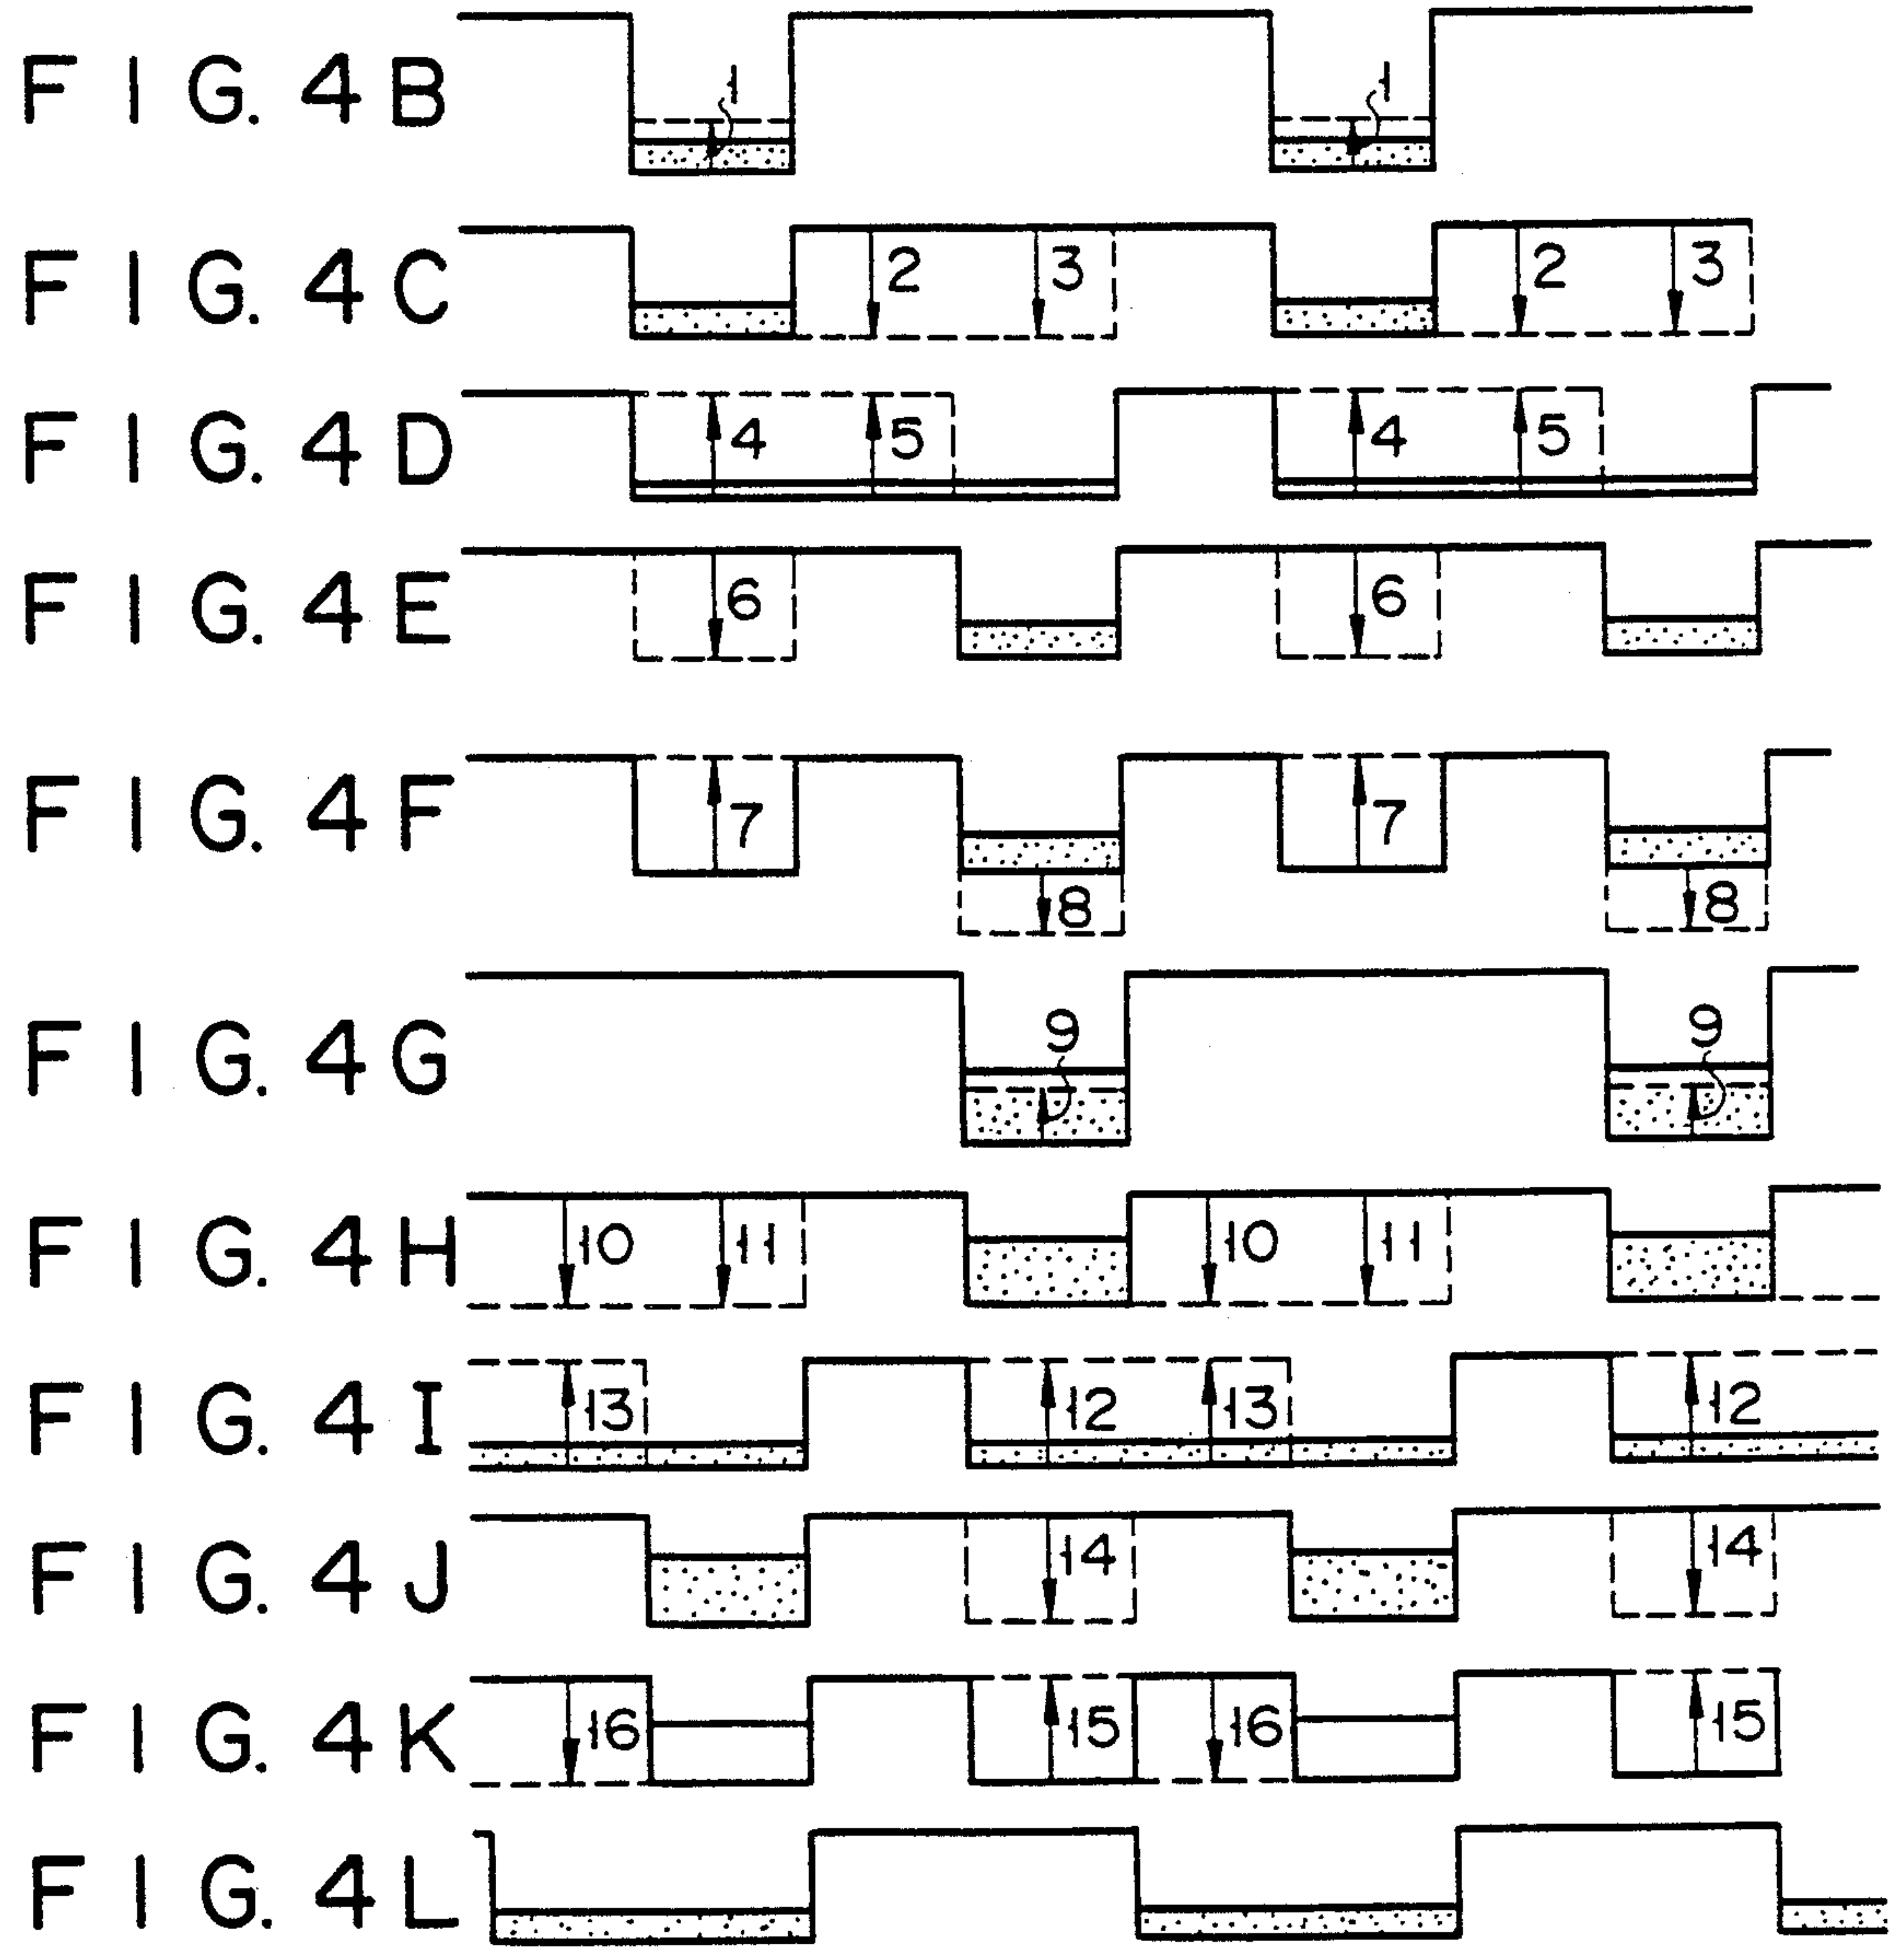 FIG. 4B 1 1
FIG. 4C 2 3 2 3
FIG. 4D 4 5 4 5
FIG. 4E 6 6
FIG. 4F 7 8 7 8
FIG. 4G 9 9
FIG. 4H 10 11 10 11
FIG. 4I 13 12 13 12
FIG. 4J 14 14
FIG. 4K 16 15 16 15
FIG. 4L